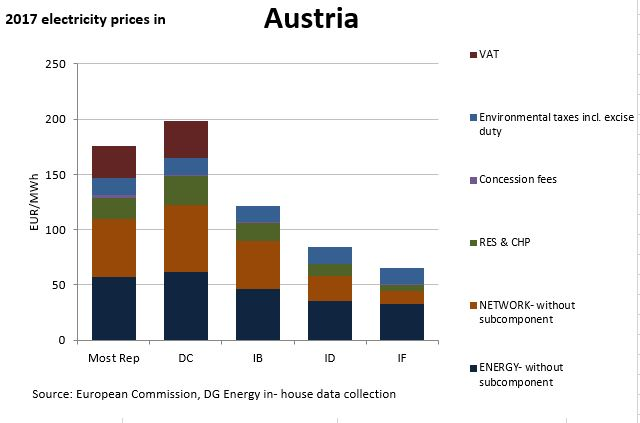 2017 electricity prices in
Austria
250
200
150
100
50
0
EUR/MWh
Most Rep
DC
IB
ID
IF
VAT
Environmental taxes incl. excise
duty
Concession fees
RES & CHP
NETWORK- without
subcomponent
ENERGY- without
subcomponent
Source: European Commission, DG Energy in- house data collection